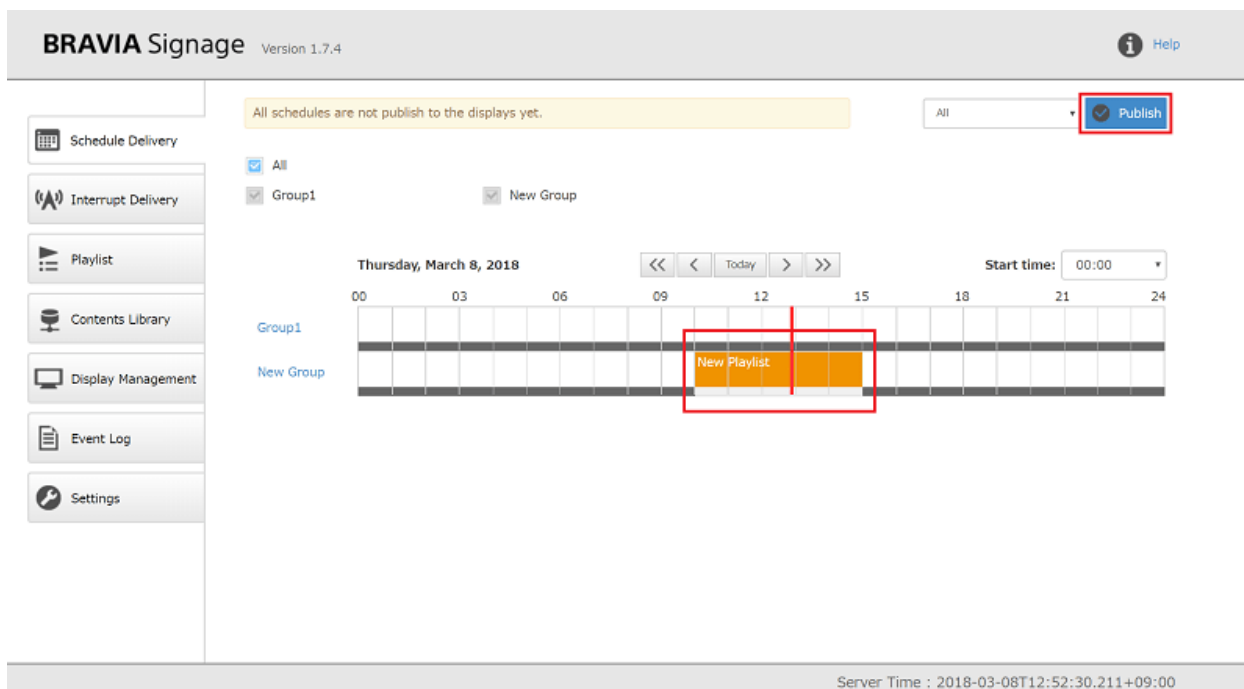 BRAVIA Signage Version 1.7.4
Help
All schedules are not publish to the displays yet.
All
Publish
Schedule Delivery
Interrupt Delivery
Playlist
Contents Library
Display Management
Event Log
Settings
All
Group1 New Group
Thursday, March 8, 2018
<< < Today > >>
Start time: 00:00
00 03 06 09 12 15 18 21 24
Group1
New Group
New Playlist
Server Time : 2018-03-08T12:52:30.211+09:00